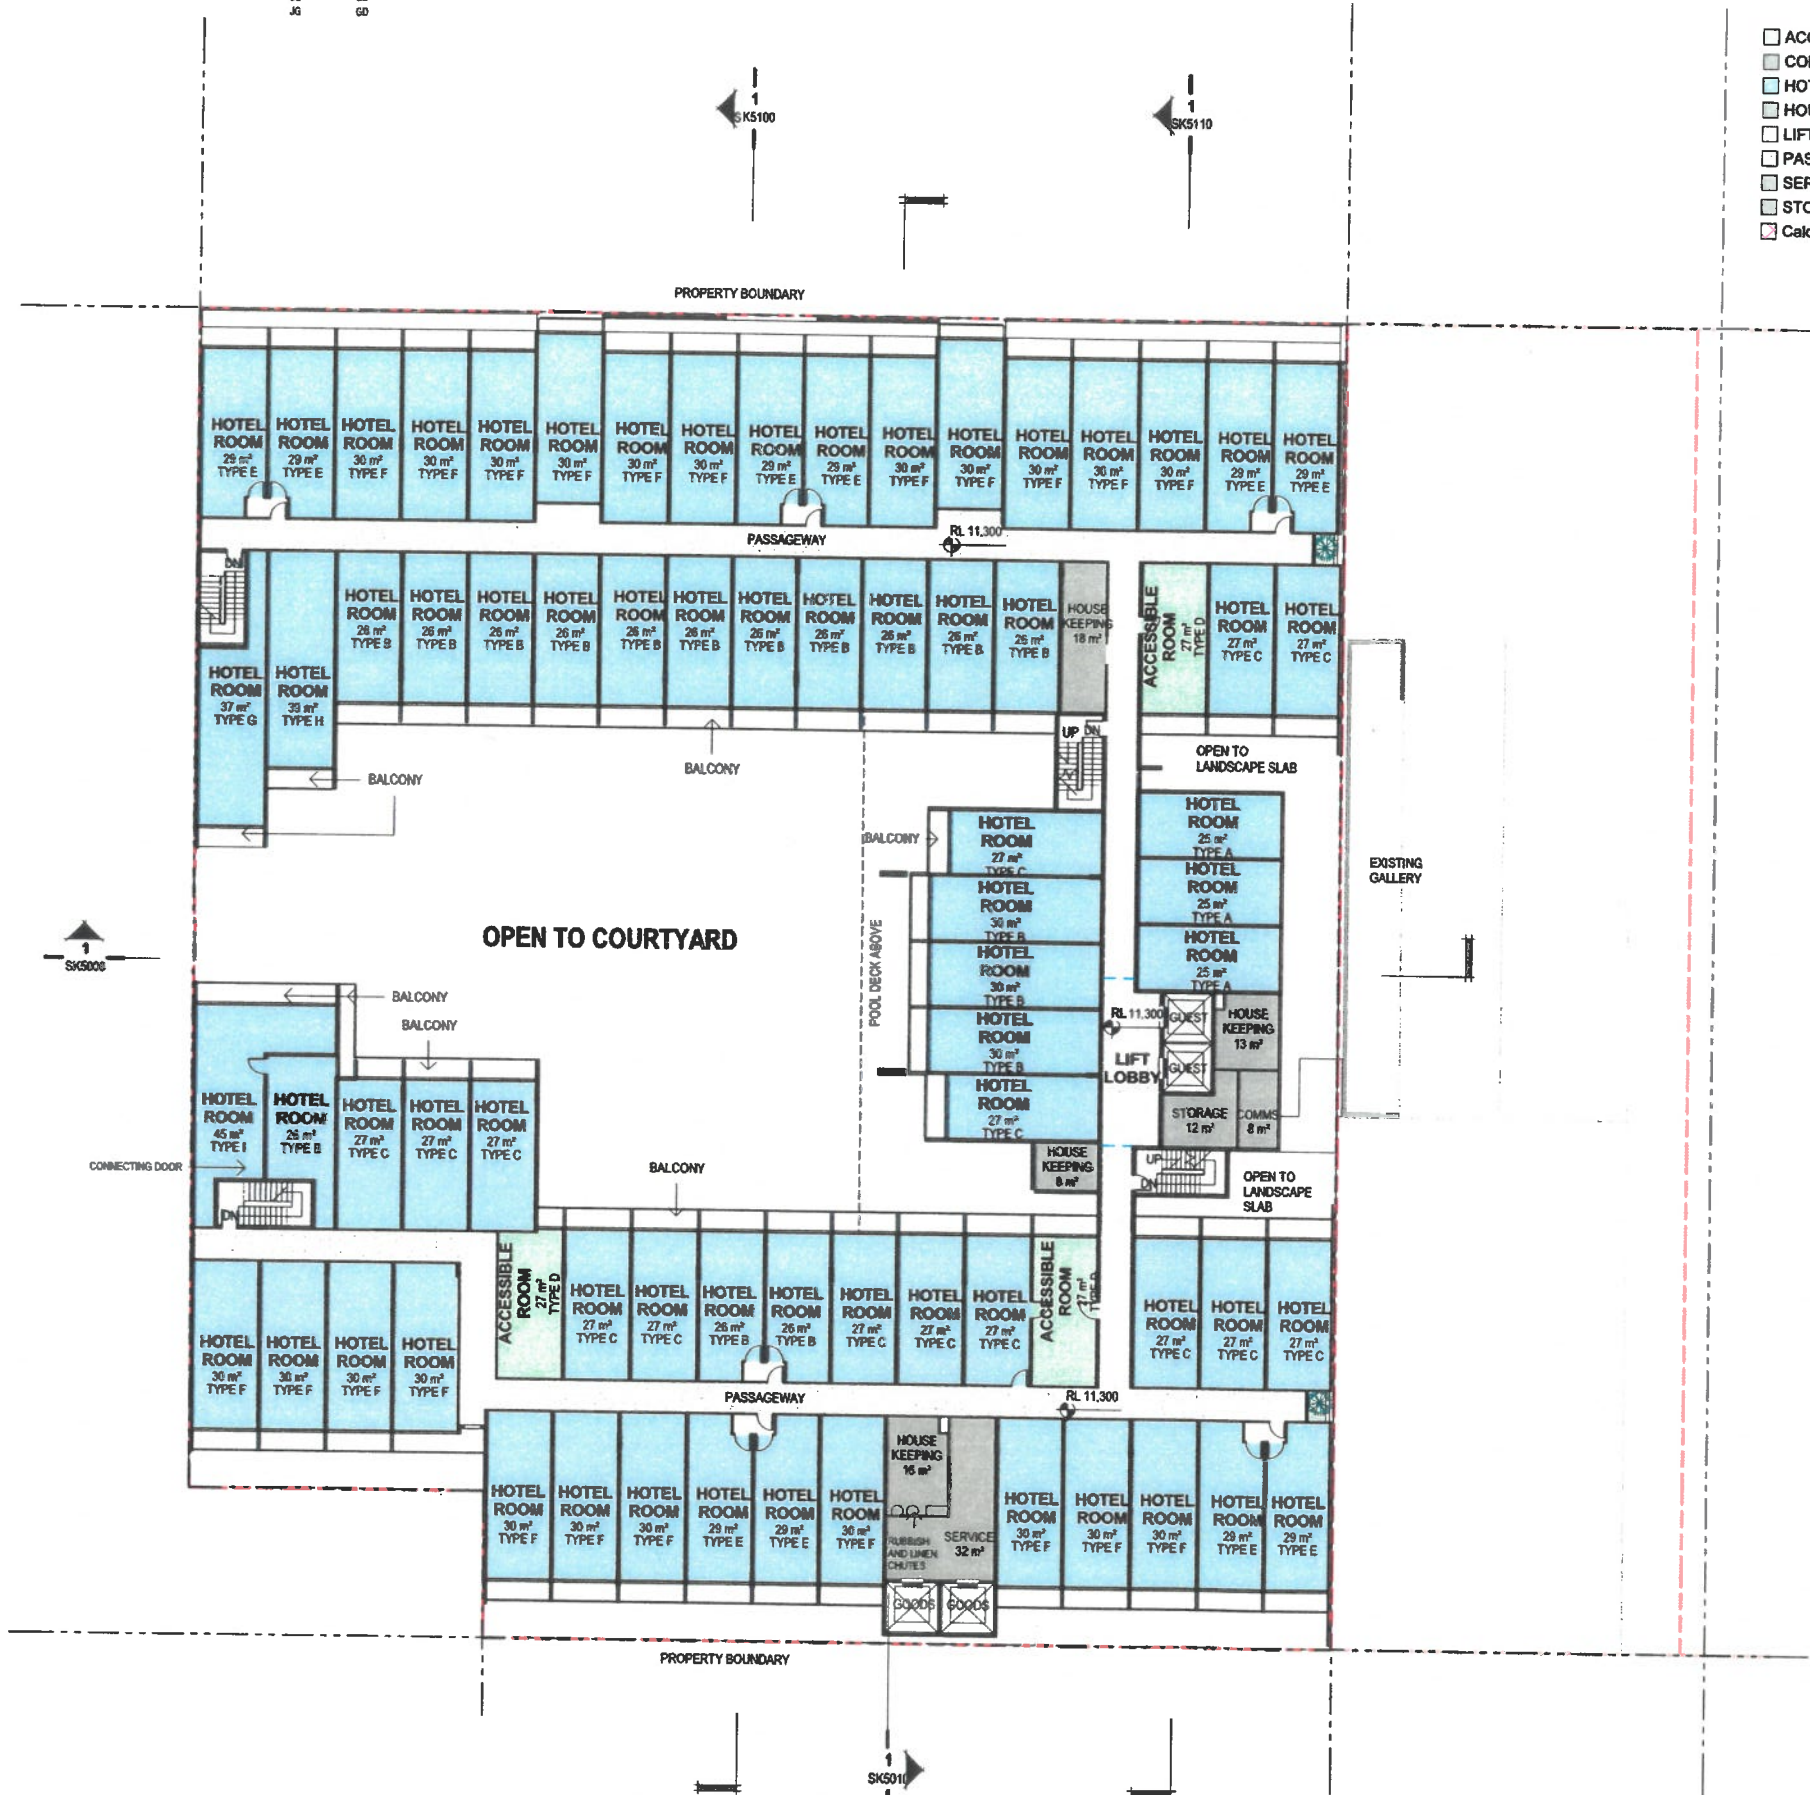 JG GD
1
SK5100
1
SK5110
PROPERTY BOUNDARY
HOTEL ROOM 29 m² TYPE E
HOTEL ROOM 29 m² TYPE E
HOTEL ROOM 30 m² TYPE F
HOTEL ROOM 30 m² TYPE F
HOTEL ROOM 30 m² TYPE F
HOTEL ROOM 30 m² TYPE F
HOTEL ROOM 30 m² TYPE F
HOTEL ROOM 30 m² TYPE F
HOTEL ROOM 29 m² TYPE E
HOTEL ROOM 29 m² TYPE E
HOTEL ROOM 30 m² TYPE F
HOTEL ROOM 30 m² TYPE F
HOTEL ROOM 30 m² TYPE F
HOTEL ROOM 30 m² TYPE F
HOTEL ROOM 30 m² TYPE F
HOTEL ROOM 29 m² TYPE E
HOTEL ROOM 29 m² TYPE E
PASSAGEWAY
RL 11,300
DN
HOTEL ROOM 37 m² TYPE G
HOTEL ROOM 39 m² TYPE H
HOTEL ROOM 26 m² TYPE B
HOTEL ROOM 26 m² TYPE B
HOTEL ROOM 26 m² TYPE B
HOTEL ROOM 26 m² TYPE B
HOTEL ROOM 26 m² TYPE B
HOTEL ROOM 26 m² TYPE B
HOTEL ROOM 26 m² TYPE B
HOTEL ROOM 26 m² TYPE B
HOTEL ROOM 26 m² TYPE B
HOTEL ROOM 26 m² TYPE B
HOTEL ROOM 26 m² TYPE B
HOUSE KEEPING 18 m²
ACCESSIBLE ROOM 27 m² TYPE D
HOTEL ROOM 27 m² TYPE C
HOTEL ROOM 27 m² TYPE C
UP DN
OPEN TO
LANDSCAPE SLAB
BALCONY
BALCONY
BALCONY
HOTEL ROOM 27 m² TYPE C
HOTEL ROOM 30 m² TYPE B
HOTEL ROOM 30 m² TYPE B
HOTEL ROOM 30 m² TYPE B
HOTEL ROOM 27 m² TYPE C
HOTEL ROOM 25 m² TYPE A
HOTEL ROOM 25 m² TYPE A
HOTEL ROOM 25 m² TYPE A
EXISTING
GALLERY
OPEN TO COURTYARD
POOL DECK ABOVE
1
SK5000
BALCONY
BALCONY
RL 11,300
GUEST
GUEST
LIFT
LOBBY
HOUSE KEEPING 13 m²
STORAGE 12 m²
COMMS 8 m²
HOUSE KEEPING 8 m²
UP
DN
OPEN TO
LANDSCAPE
SLAB
HOTEL ROOM 45 m² TYPE I
HOTEL ROOM 26 m² TYPE B
HOTEL ROOM 27 m² TYPE C
HOTEL ROOM 27 m² TYPE C
HOTEL ROOM 27 m² TYPE C
CONNECTING DOOR
DN
BALCONY
ACCESSIBLE ROOM 27 m² TYPE D
HOTEL ROOM 27 m² TYPE C
HOTEL ROOM 27 m² TYPE C
HOTEL ROOM 26 m² TYPE B
HOTEL ROOM 26 m² TYPE B
HOTEL ROOM 27 m² TYPE C
HOTEL ROOM 27 m² TYPE C
HOTEL ROOM 27 m² TYPE C
ACCESSIBLE ROOM 27 m² TYPE D
HOTEL ROOM 27 m² TYPE C
HOTEL ROOM 27 m² TYPE C
HOTEL ROOM 27 m² TYPE C
HOTEL ROOM 30 m² TYPE F
HOTEL ROOM 30 m² TYPE F
HOTEL ROOM 30 m² TYPE F
HOTEL ROOM 30 m² TYPE F
PASSAGEWAY
RL 11,300
HOTEL ROOM 30 m² TYPE F
HOTEL ROOM 30 m² TYPE F
HOTEL ROOM 30 m² TYPE F
HOTEL ROOM 29 m² TYPE E
HOTEL ROOM 29 m² TYPE E
HOTEL ROOM 30 m² TYPE F
HOUSE KEEPING 16 m²
RUBBISH
AND LINEN
CHUTES
SERVICE 32 m²
HOTEL ROOM 30 m² TYPE F
HOTEL ROOM 30 m² TYPE F
HOTEL ROOM 30 m² TYPE F
HOTEL ROOM 29 m² TYPE E
HOTEL ROOM 29 m² TYPE E
GOODS GOODS
PROPERTY BOUNDARY
1
SK5010